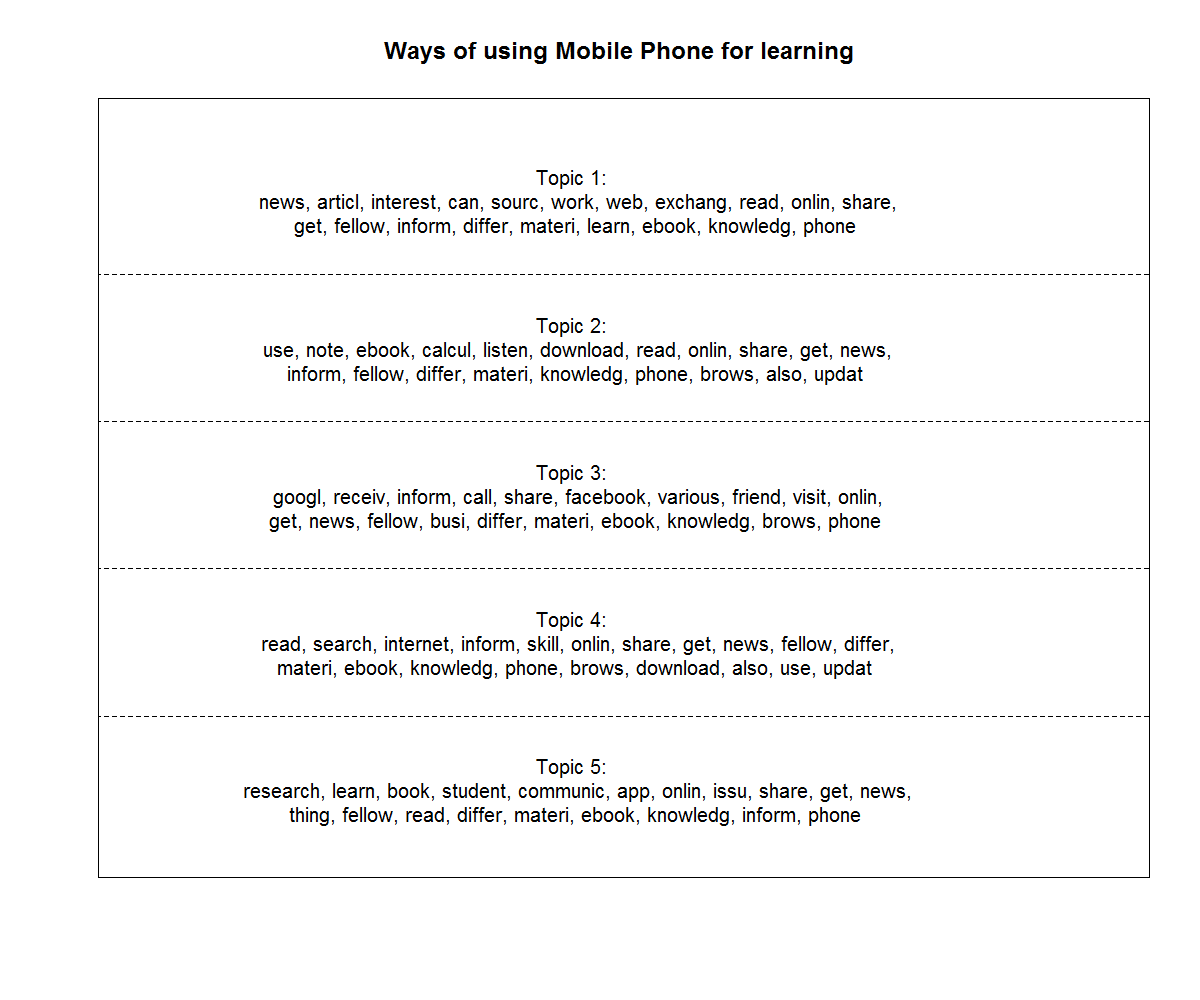 Ways of using Mobile Phone for learning
Topic 1:
news, articl, interest, can, sourc, work, web, exchang, read, onlin, share,
get, fellow, inform, differ, materi, learn, ebook, knowledg, phone
Topic 2:
use, note, ebook, calcul, listen, download, read, onlin, share, get, news,
inform, fellow, differ, materi, knowledg, phone, brows, also, updat
Topic 3:
googl, receiv, inform, call, share, facebook, various, friend, visit, onlin,
get, news, fellow, busi, differ, materi, ebook, knowledg, brows, phone
Topic 4:
read, search, internet, inform, skill, onlin, share, get, news, fellow, differ,
materi, ebook, knowledg, phone, brows, download, also, use, updat
Topic 5:
research, learn, book, student, communic, app, onlin, issu, share, get, news,
thing, fellow, read, differ, materi, ebook, knowledg, inform, phone